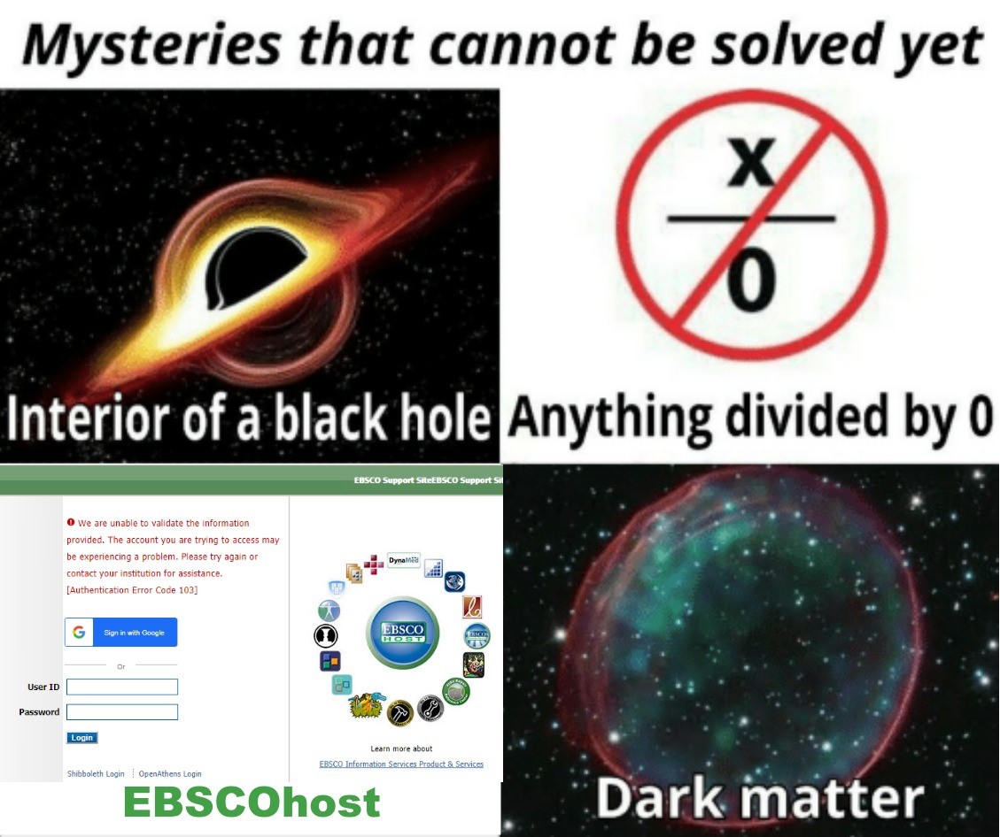 Mysteries that cannot be solved yet
x
0
Interior of a black hole
Anything divided by 0
EBSCO Support SiteEBSCO Support Sit
We are unable to validate the information
provided. The account you are trying to access may
be experiencing a problem. Please try again or
contact your institution for assistance.
[Authentication Error Code 103]
G
Sign in with Google
Or
User ID
Password
Login
Shibboleth Login
OpenAthens Login
DynaMed
EBSCO
HOST
EBSCO
Learn more about
EBSCO Information Services Product & Services
EBSCOhost
Dark matter